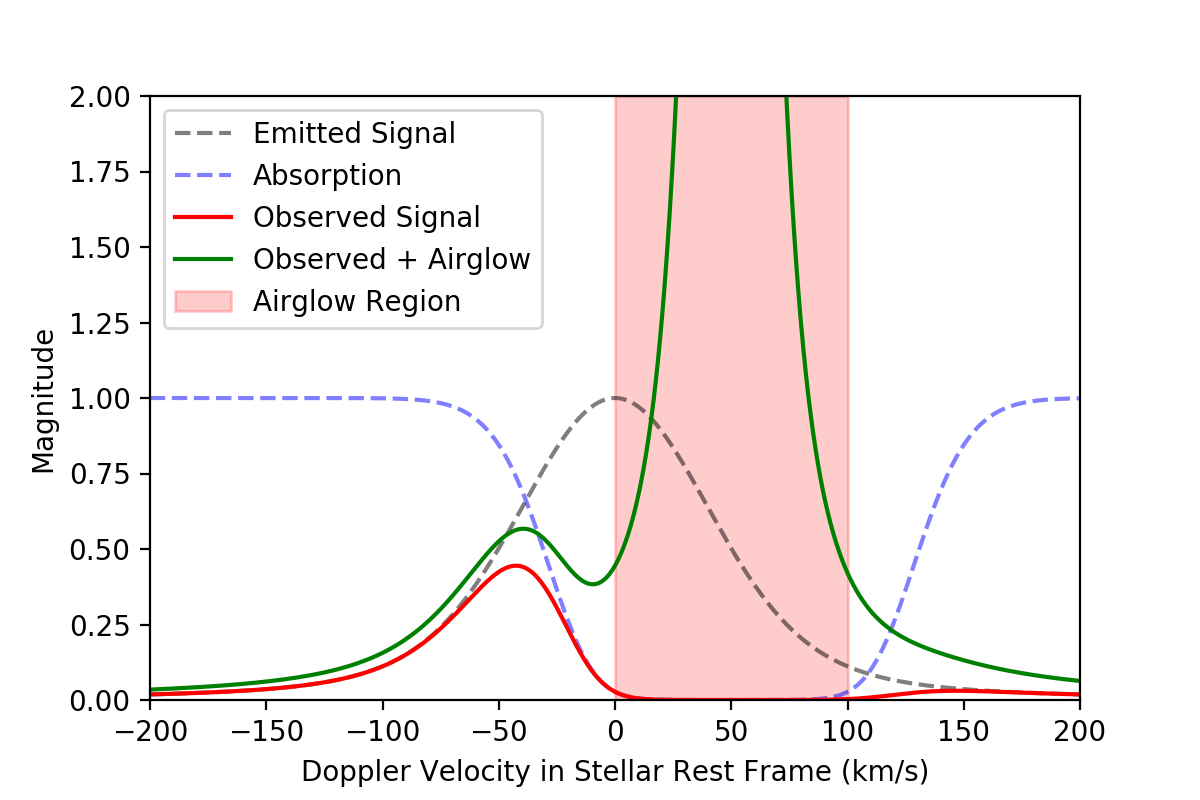 2.00
1.75
1.50
1.25
1.00
0.75
0.50
0.25
0.00
Magnitude
Emitted Signal
Absorption
Observed Signal
Observed + Airglow
Airglow Region
−200 −150 −100 −50 0 50 100 150 200
Doppler Velocity in Stellar Rest Frame (km/s)